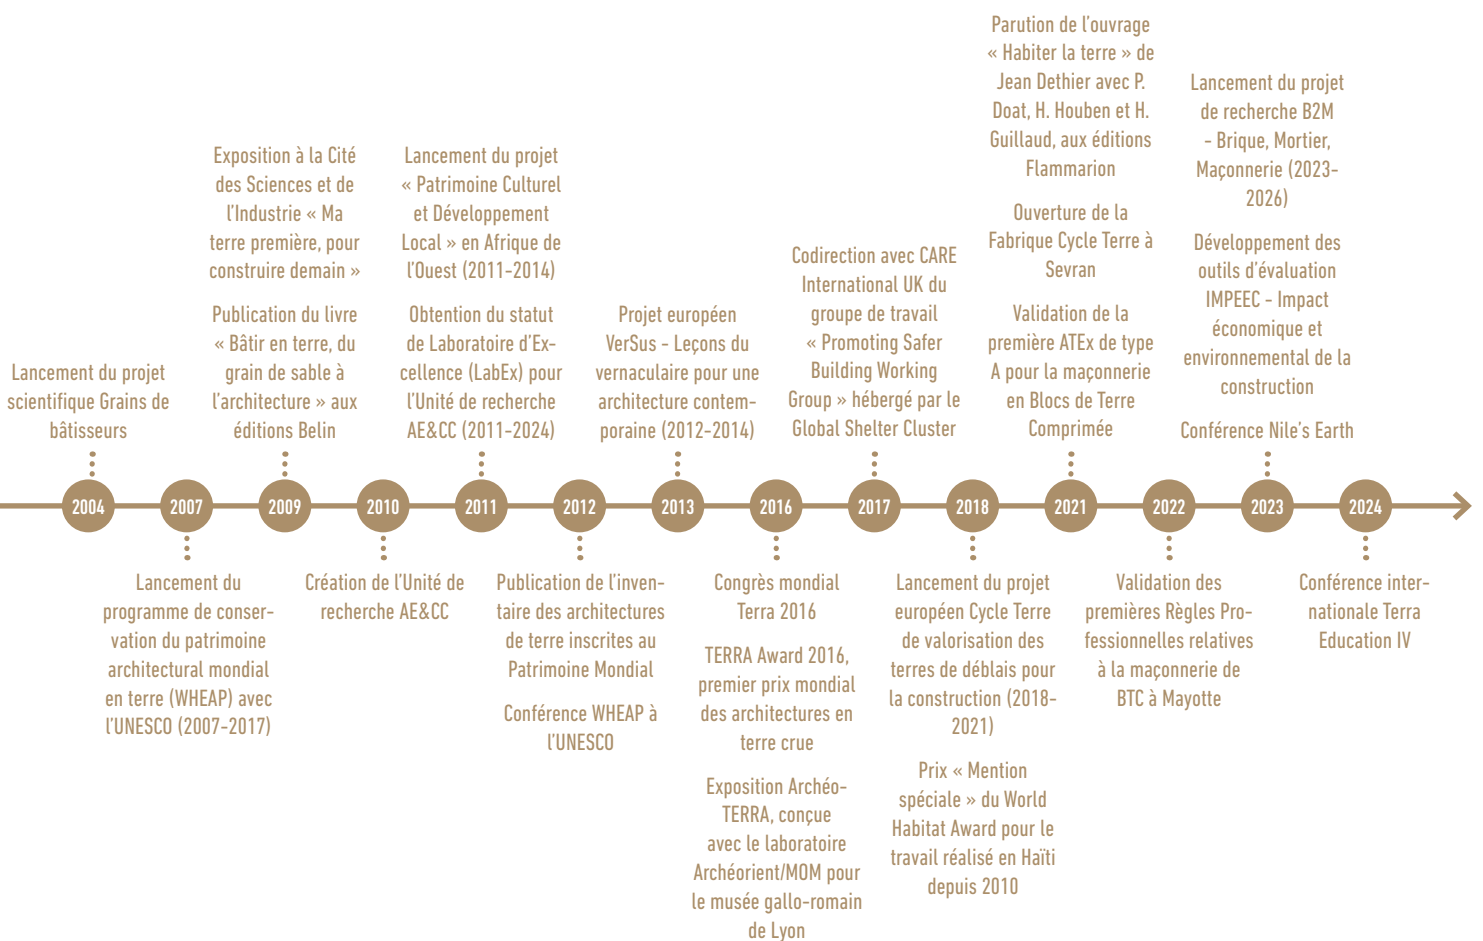 Lancement du projet
scientifique Grains de
bâtisseurs
2004
2007
Lancement du
programme de conser-
vation du patrimoine
architectural mondial
en terre (WHEAP) avec
l'UNESCO (2007-2017)
Exposition à la Cité
des Sciences et de
l'Industrie « Ma
terre première, pour
construire demain »
Publication du livre
« Bâtir en terre, du
grain de sable à
l'architecture » aux
éditions Belin
2009
2010
Création de l'Unité de
recherche AE&CC
Lancement du projet
« Patrimoine Culturel
et Développement
Local » en Afrique de
l'Ouest (2011-2014)
Obtention du statut
de Laboratoire d'Ex-
cellence (LabEx) pour
l'Unité de recherche
AE&CC (2011-2024)
2011
2012
Publication de l'inven-
taire des architectures
de terre inscrites au
Patrimoine Mondial
Conférence WHEAP à
l'UNESCO
Projet européen
VerSus - Leçons du
vernaculaire pour une
architecture contem-
poraine (2012-2014)
2013
2016
Congrès mondial
Terra 2016
TERRA Award 2016,
premier prix mondial
des architectures en
terre crue
Exposition Archéo-
TERRA, conçue
avec le laboratoire
Archéorient/MOM pour
le musée gallo-romain
de Lyon
Codirection avec CARE
International UK du
groupe de travail
« Promoting Safer
Building Working
Group » hébergé par le
Global Shelter Cluster
2017
2018
Lancement du projet
européen Cycle Terre
de valorisation des
terres de déblais pour
la construction (2018-
2021)
Prix « Mention
spéciale » du World
Habitat Award pour le
travail réalisé en Haïti
depuis 2010
Parution de l'ouvrage
« Habiter la terre » de
Jean Dethier avec P.
Doat, H. Houben et H.
Guillaud, aux éditions
Flammarion
Ouverture de la
Fabrique Cycle Terre à
Sevran
Validation de la
première ATEx de type
A pour la maçonnerie
en Blocs de Terre
Comprimée
2021
2022
Validation des
premières Règles Pro-
fessionnelles relatives
à la maçonnerie de
BTC à Mayotte
Lancement du projet
de recherche B2M
- Brique, Mortier,
Maçonnerie (2023-
2026)
Développement des
outils d'évaluation
IMPEEC - Impact
économique et
environnemental de la
construction
Conférence Nile's Earth
2023
2024
Conférence inter-
nationale Terra
Education IV